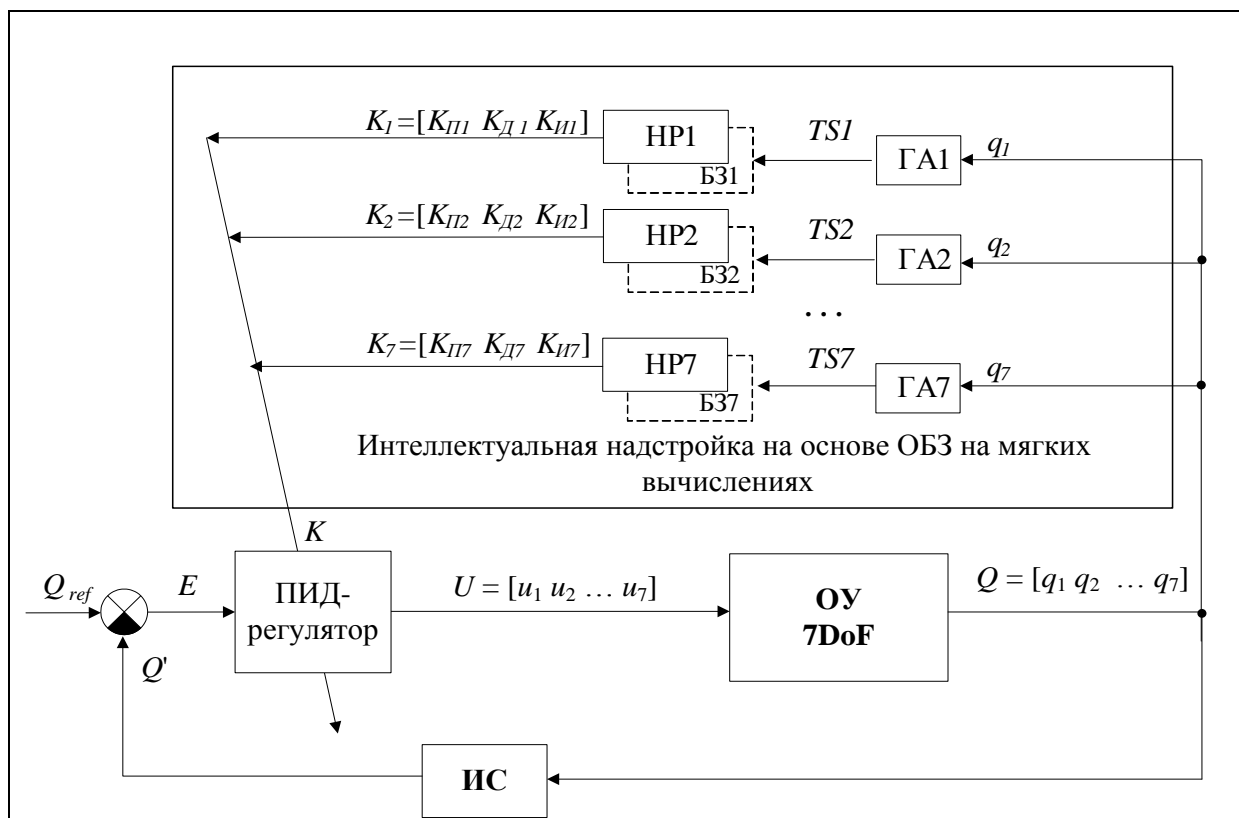 K1=[KП1 KД 1 KИ1]
НР1
БЗ1
TS1
ГА1
q1
K2=[KП2 KД2 KИ2]
НР2
БЗ2
TS2
ГА2
q2
...
K7=[KП7 KД7 KИ7]
НР7
БЗ7
TS7
ГА7
q7
Интеллектуальная надстройка на основе ОБЗ на мягких
вычислениях
K
Q ref
E
ПИД-
регулятор
U = [u1 u2 … u7]
ОУ
7DoF
Q = [q1 q2 … q7]
Q'
ИС